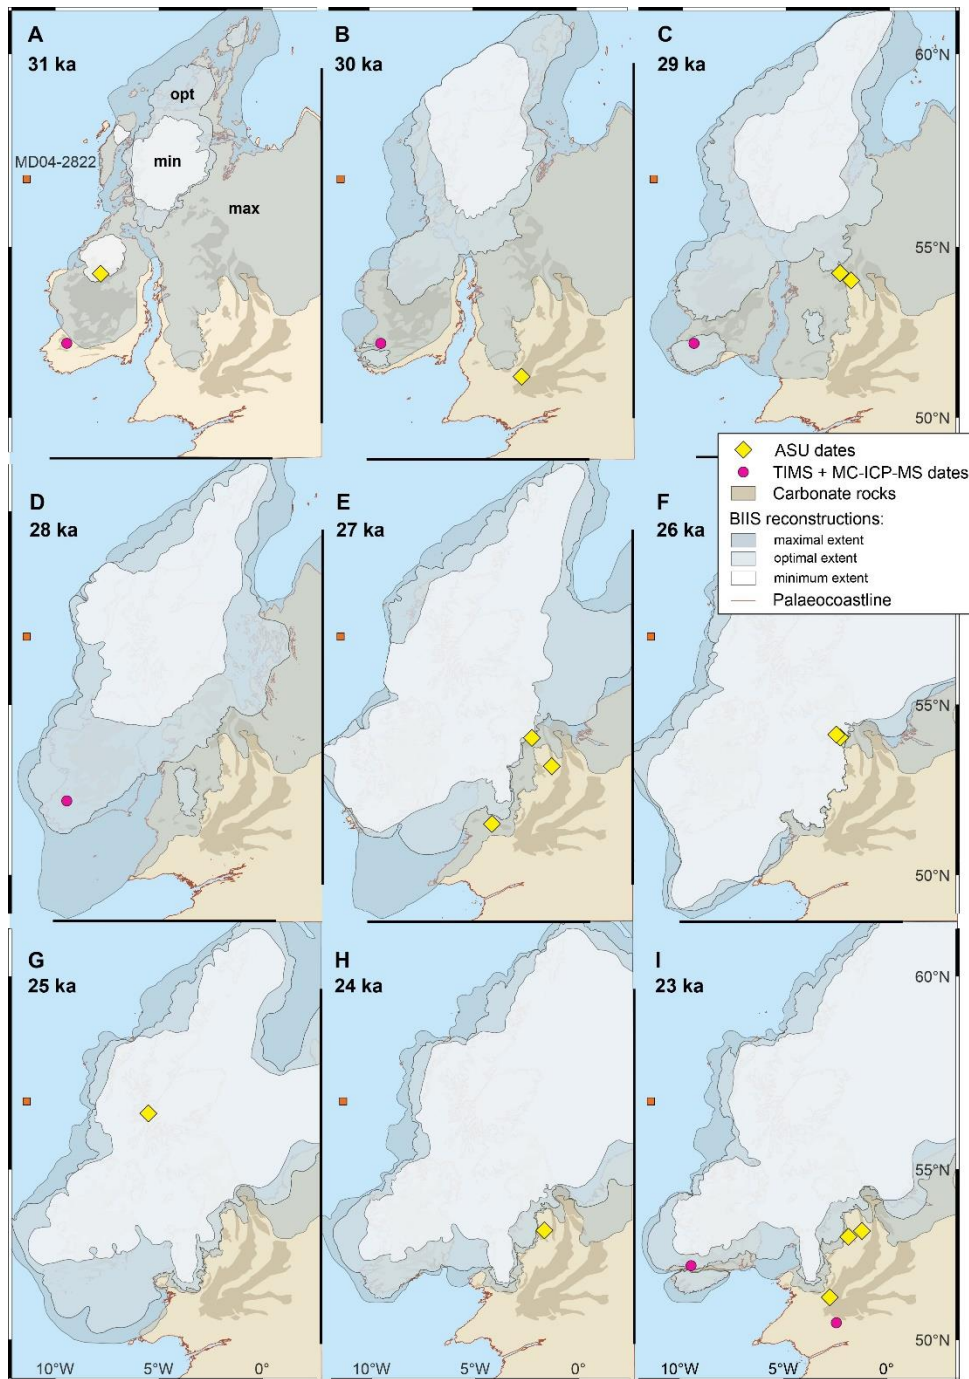 A
31 ka
opt
MD04-2822
min
max
B
30 ka
C
29 ka
60°N
55°N
50°N
ASU dates
TIMS + MC-ICP-MS dates
Carbonate rocks
BIIS reconstructions:
maximal extent
optimal extent
minimum extent
Palaeocoastline
D
28 ka
E
27 ka
F
26 ka
55°N
50°N
G
25 ka
H
24 ka
I
23 ka
60°N
55°N
50°N
10°W
5°W
0°
10°W
5°W
0°
10°W
5°W
0°